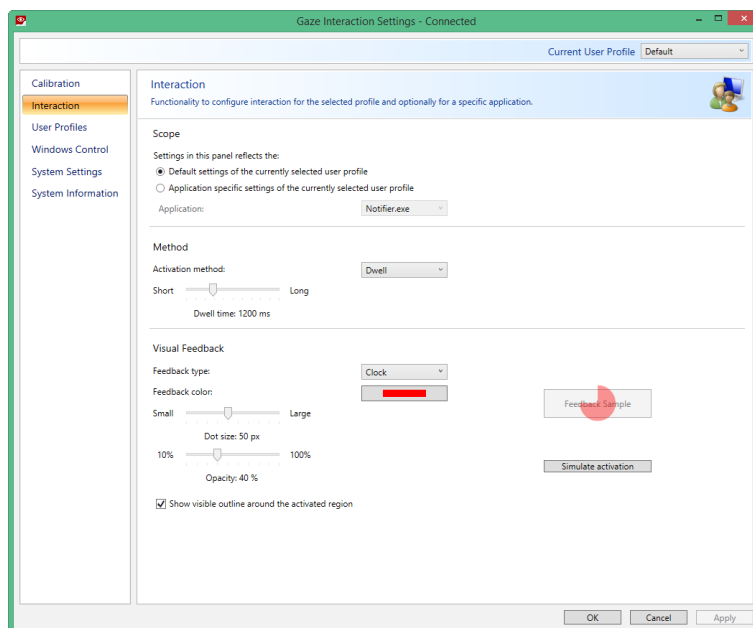 Gaze Interaction Settings - Connected
Current User Profile Default
Calibration
Interaction
User Profiles
Windows Control
System Settings
System Information
Interaction
Functionality to configure interaction for the selected profile and optionally for a specific application.
Scope
Settings in this panel reflects the:
Default settings of the currently selected user profile
Application specific settings of the currently selected user profile
Application: Notifier.exe
Method
Activation method: Dwell
Short Long
Dwell time: 1200 ms
Visual Feedback
Feedback type: Clock
Feedback color:
Small Large
Dot size: 50 px
10% 100%
Opacity: 40 %
Show visible outline around the activated region
Feedback Sample
Simulate activation
OK Cancel Apply